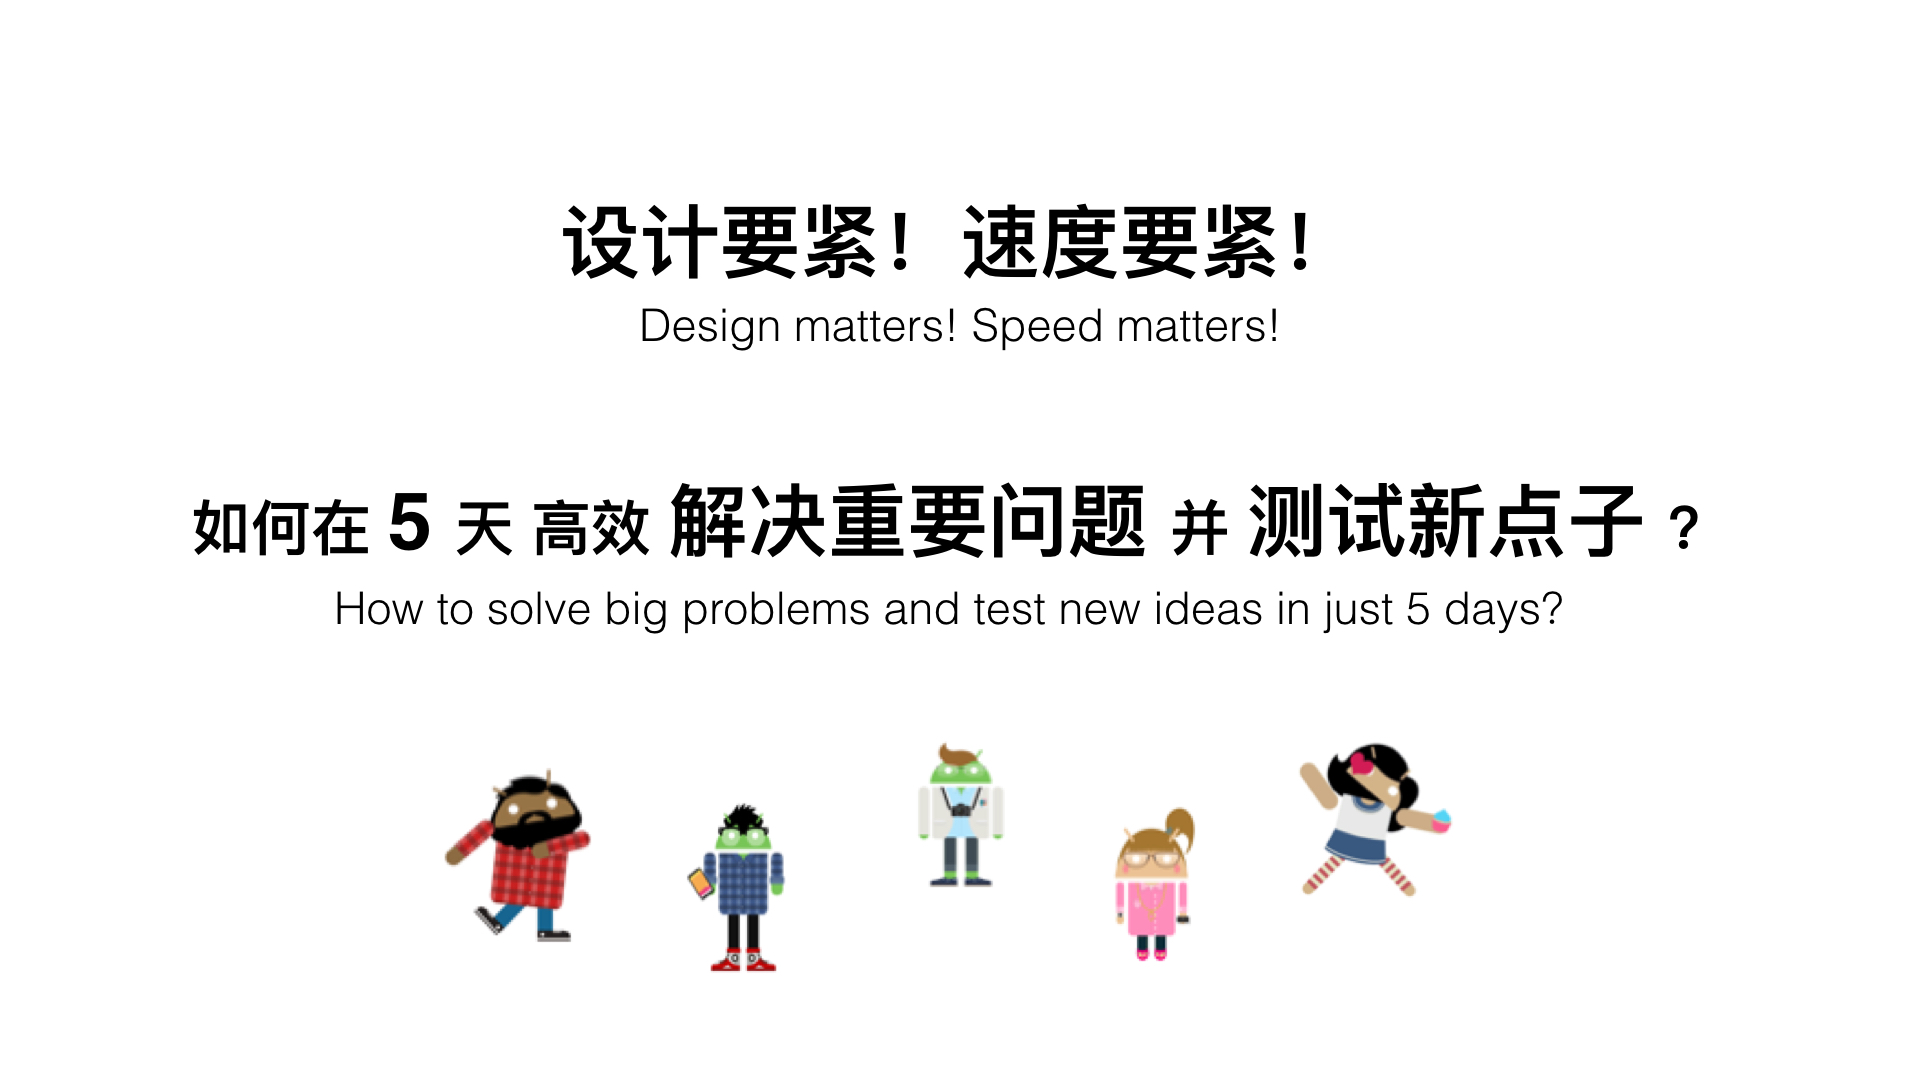 设计要紧！速度要紧！
Design matters! Speed matters!
如何在 5 天 高效 解决重要问题 并 测试新点子 ？
How to solve big problems and test new ideas in just 5 days?